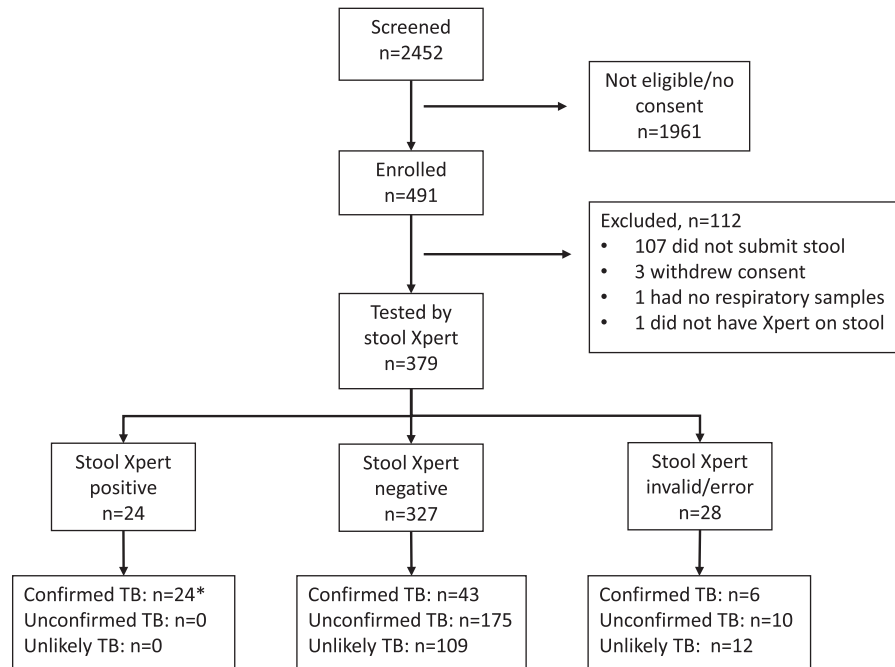 Screened
n=2452
Not eligible/no
consent
n=1961
Enrolled
n=491
Excluded, n=112
• 107 did not submit stool
• 3 withdrew consent
• 1 had no respiratory samples
• 1 did not have Xpert on stool
Tested by
stool Xpert
n=379
Stool Xpert
positive
n=24
Stool Xpert
negative
n=327
Stool Xpert
invalid/error
n=28
Confirmed TB: n=24*
Unconfirmed TB: n=0
Unlikely TB: n=0
Confirmed TB: n=43
Unconfirmed TB: n=175
Unlikely TB: n=109
Confirmed TB: n=6
Unconfirmed TB: n=10
Unlikely TB: n=12